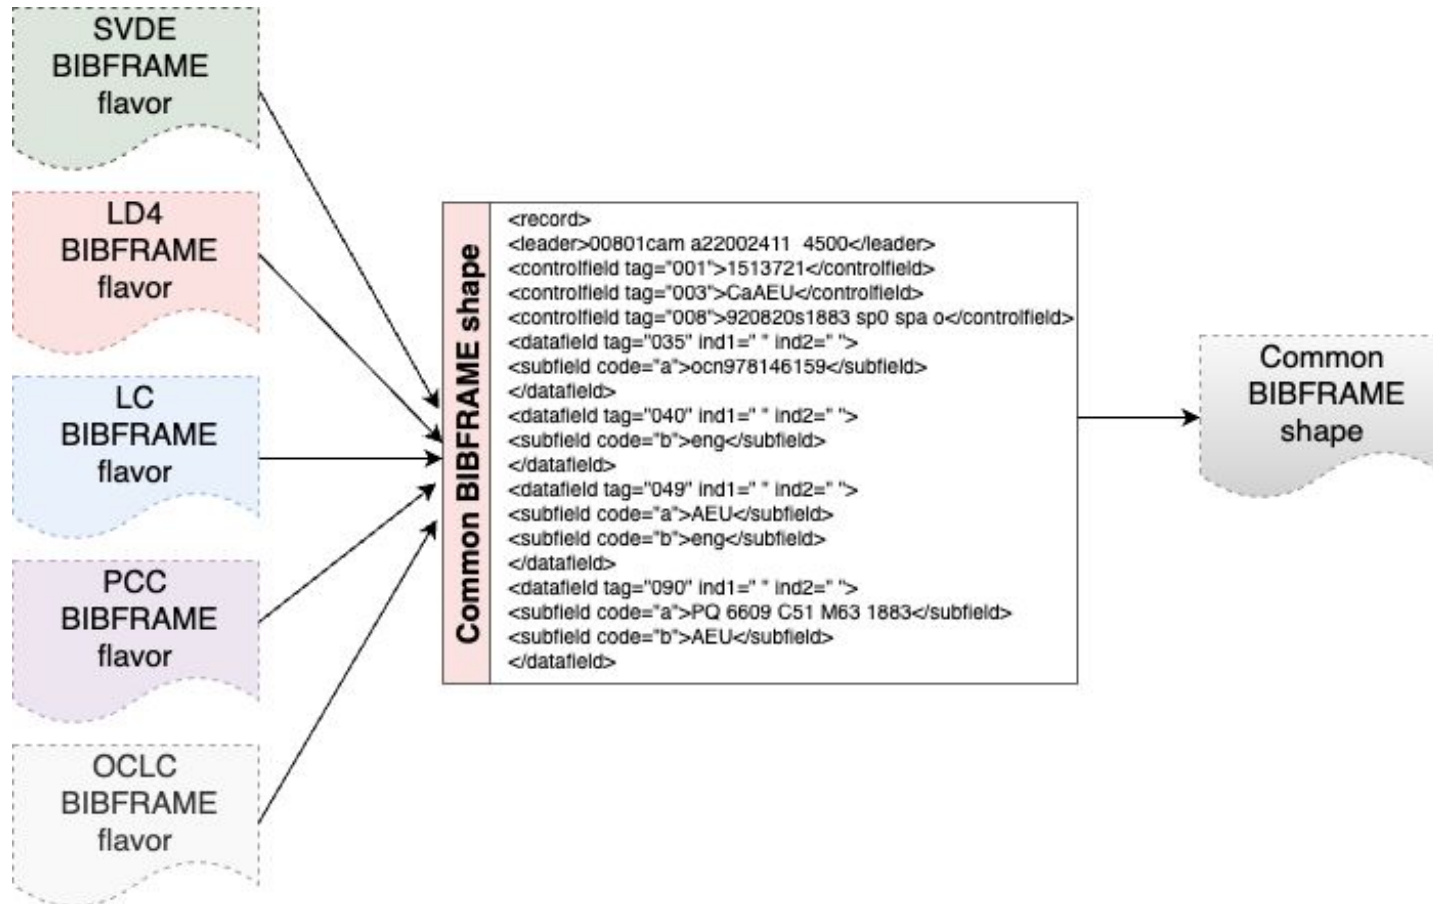 SVDE
BIBFRAME
flavor
LD4
BIBFRAME
flavor
LC
BIBFRAME
flavor
PCC
BIBFRAME
flavor
OCLC
BIBFRAME
flavor
Common BIBFRAME shape
<record>
<leader>00801cam a22002411  4500</leader>
<controlfield tag="001">1513721</controlfield>
<controlfield tag="003">CaAEU</controlfield>
<controlfield tag="008">920820s1883 sp0 spa o</controlfield>
<datafield tag="035" ind1=" " ind2=" ">
<subfield code="a">ocn978146159</subfield>
</datafield>
<datafield tag="040" ind1=" " ind2=" ">
<subfield code="b">eng</subfield>
</datafield>
<datafield tag="049" ind1=" " ind2=" ">
<subfield code="a">AEU</subfield>
<subfield code="b">eng</subfield>
</datafield>
<datafield tag="090" ind1=" " ind2=" ">
<subfield code="a">PQ 6609 C51 M63 1883</subfield>
<subfield code="b">AEU</subfield>
</datafield>
Common
BIBFRAME
shape